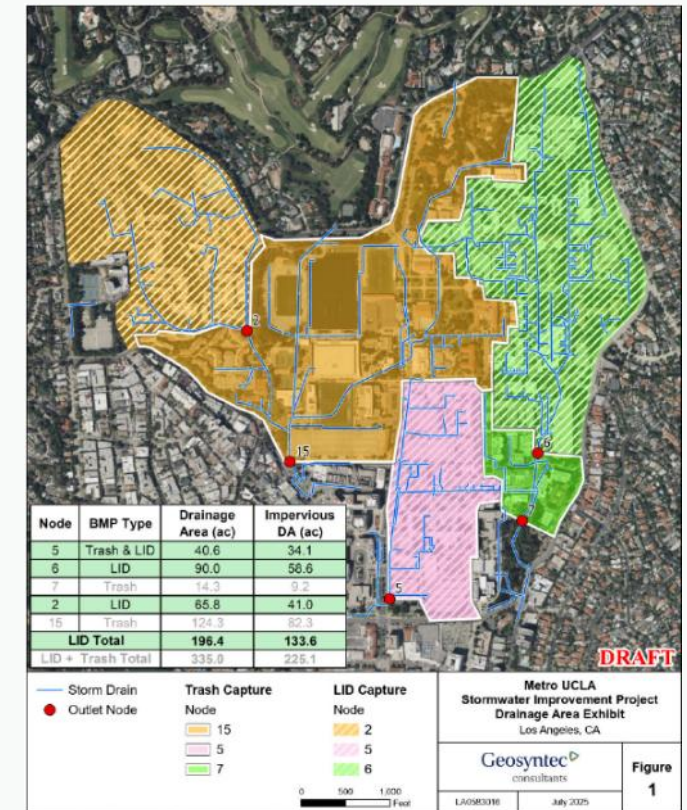 2
15
6
7
5
Node BMP Type Drainage Area (ac) Impervious DA (ac)
5 Trash & LID 40.6 34.1
6 LID 90.0 58.6
7 Trash 14.3 9.2
2 LID 65.8 41.0
15 Trash 124.3 82.3
LID Total 196.4 133.6
LID + Trash Total 335.0 225.1
DRAFT
Storm Drain
Outlet Node
Trash Capture
Node
15
5
7
LID Capture
Node
2
5
6
0 500 1,000
Feet
Metro UCLA
Stormwater Improvement Project
Drainage Area Exhibit
Los Angeles, CA
Geosyntec
consultants
Figure
1
July 2025